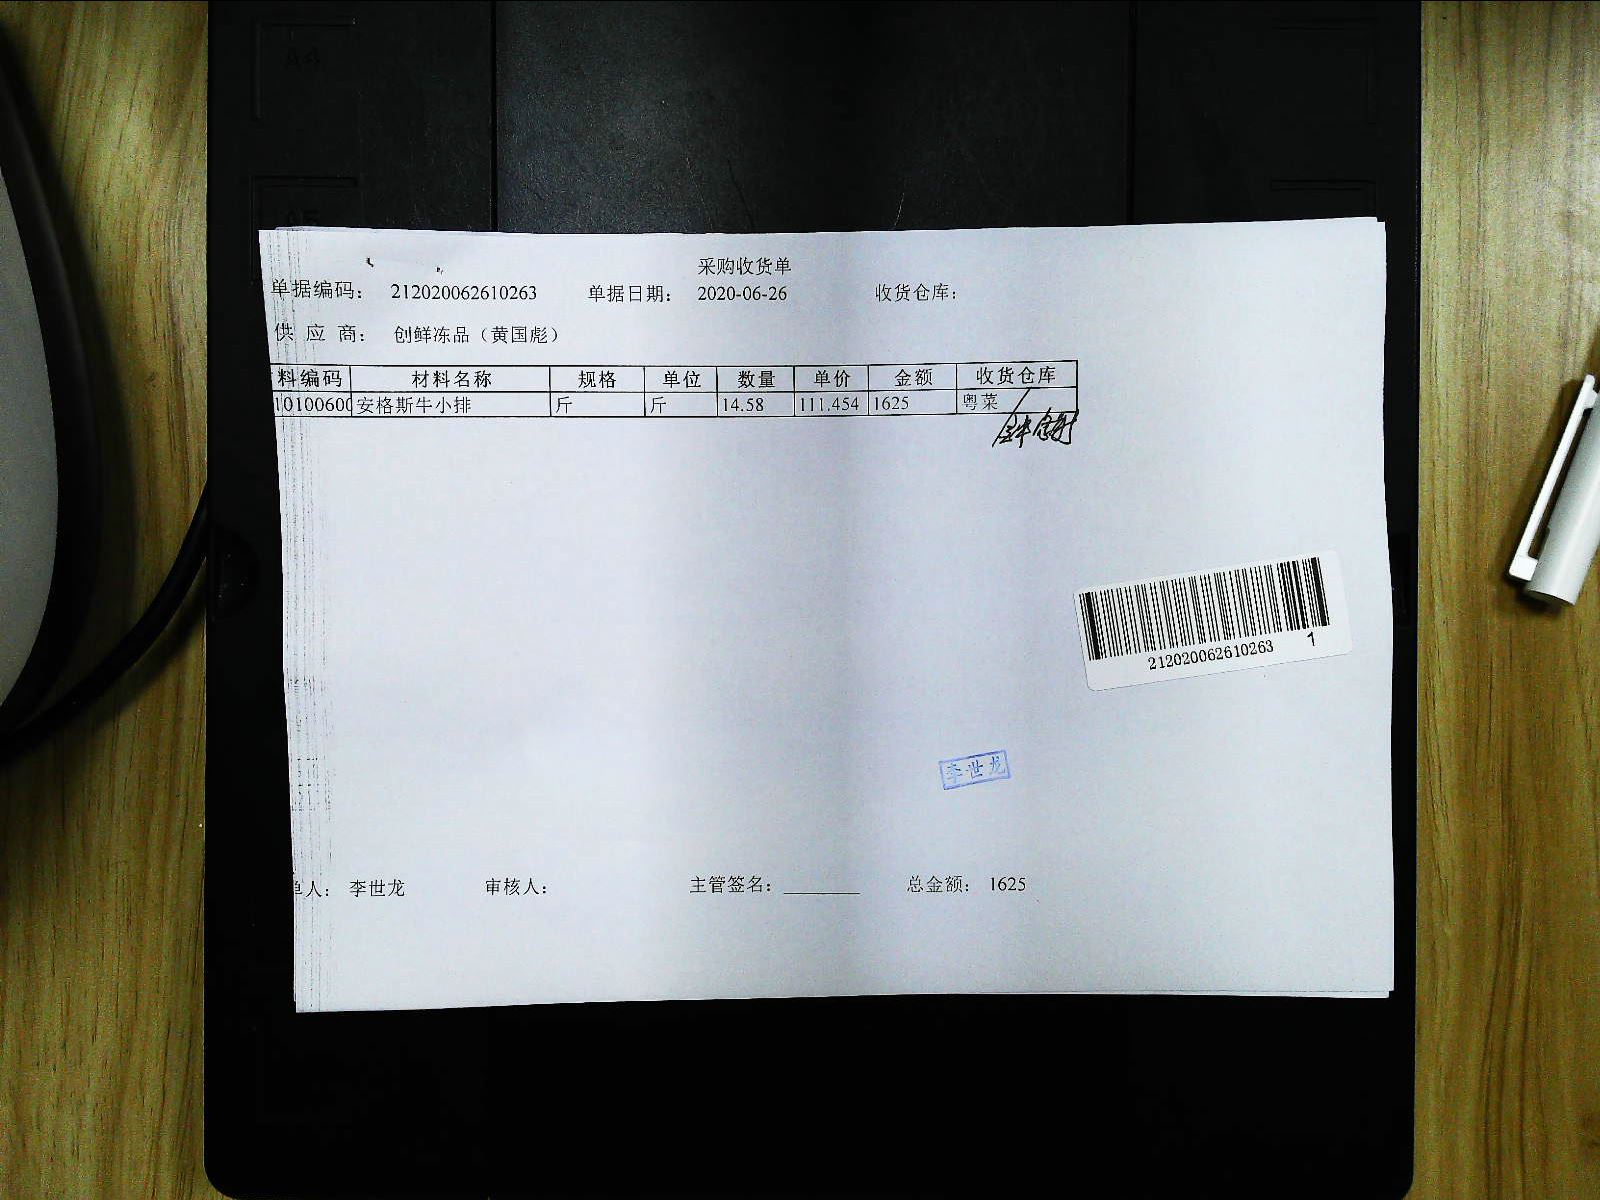 采购收货单
单据编码: 212020062610263 单据日期: 2020-06-26 收货仓库:
供 应 商: 创鲜冻品（黄国彪）
料编码 材料名称 规格 单位 数量 单价 金额 收货仓库
10100600 安格斯牛小排 斤 斤 14.58 111.454 1625 粤菜
212020062610263 1
李世龙
单人: 李世龙 审核人: 主管签名: 总金额: 1625